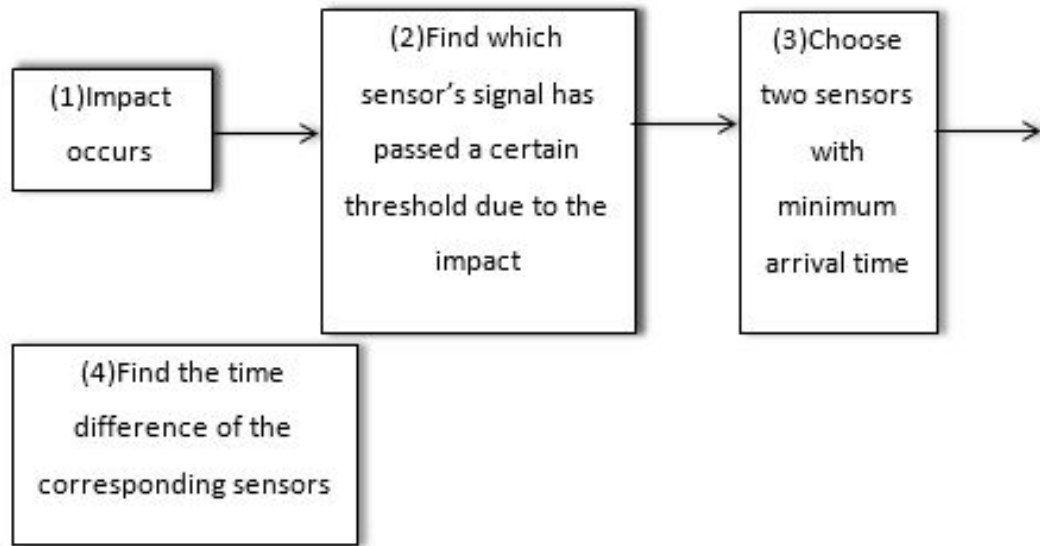 (1)Impact
occurs
(2)Find which
sensor’s signal has
passed a certain
threshold due to the
impact
(3)Choose
two sensors
with
minimum
arrival time
(4)Find the time
difference of the
corresponding sensors